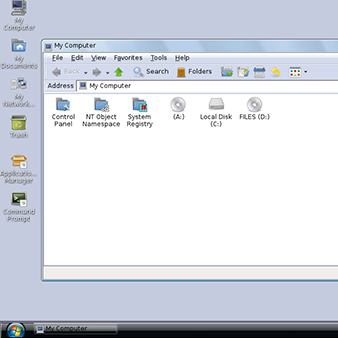 My Computer
My Documents
My Network...
Trash
Applicatio... Manager
Command Prompt
My Computer
File Edit View Favorites Tools Help
Back Search Folders
Address My Computer
Control Panel
NT Object Namespace
System Registry
(A:)
Local Disk (C:)
FILES (D:)
My Computer